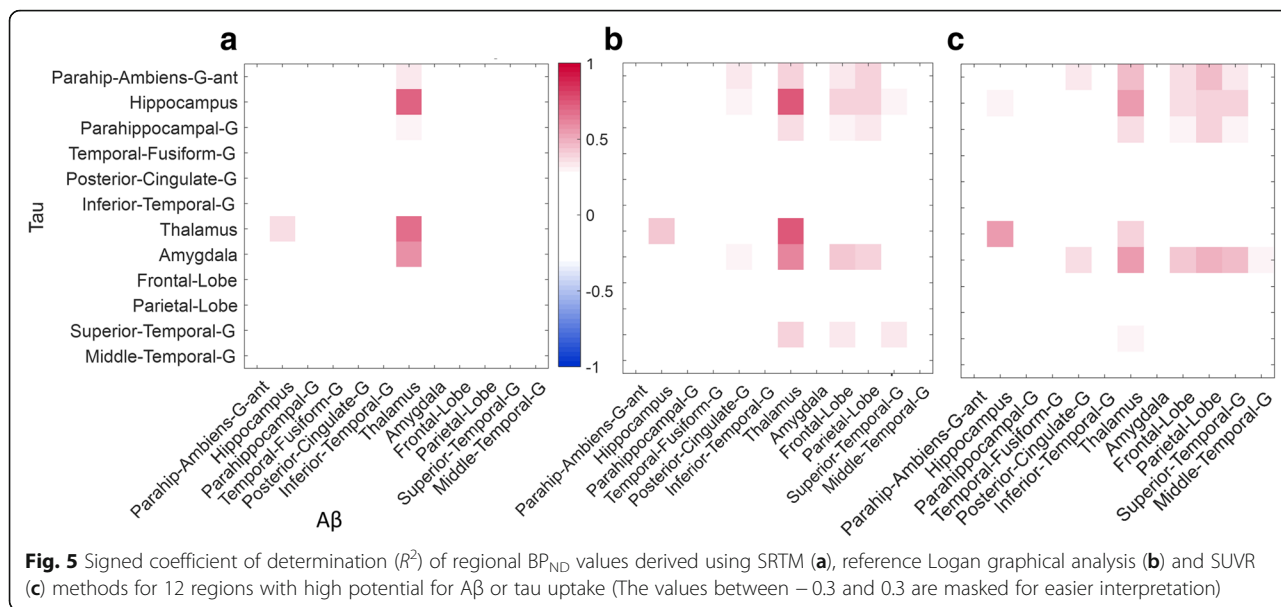 a
b
c
Parahip-Ambiens-G-ant
Hippocampus
Parahippocampal-G
Temporal-Fusiform-G
Posterior-Cingulate-G
Inferior-Temporal-G
Thalamus
Amygdala
Frontal-Lobe
Parietal-Lobe
Superior-Temporal-G
Middle-Temporal-G
Tau
1
0.5
0
-0.5
-1
Parahip-Ambiens-G-ant
Hippocampus
Parahippocampal-G
Temporal-Fusiform-G
Posterior-Cingulate-G
Inferior-Temporal-G
Thalamus
Amygdala
Frontal-Lobe
Parietal-Lobe
Superior-Temporal-G
Middle-Temporal-G
Aβ
Parahip-Ambiens-G-ant
Hippocampus
Parahippocampal-G
Temporal-Fusiform-G
Posterior-Cingulate-G
Inferior-Temporal-G
Thalamus
Amygdala
Frontal-Lobe
Parietal-Lobe
Superior-Temporal-G
Middle-Temporal-G
Parahip-Ambiens-G-ant
Hippocampus
Parahippocampal-G
Temporal-Fusiform-G
Posterior-Cingulate-G
Inferior-Temporal-G
Thalamus
Amygdala
Frontal-Lobe
Parietal-Lobe
Superior-Temporal-G
Middle-Temporal-G
Fig. 5 Signed coefficient of determination (R²) of regional BP_ND values derived using SRTM (a), reference Logan graphical analysis (b) and SUVR
(c) methods for 12 regions with high potential for Aβ or tau uptake (The values between − 0.3 and 0.3 are masked for easier interpretation)